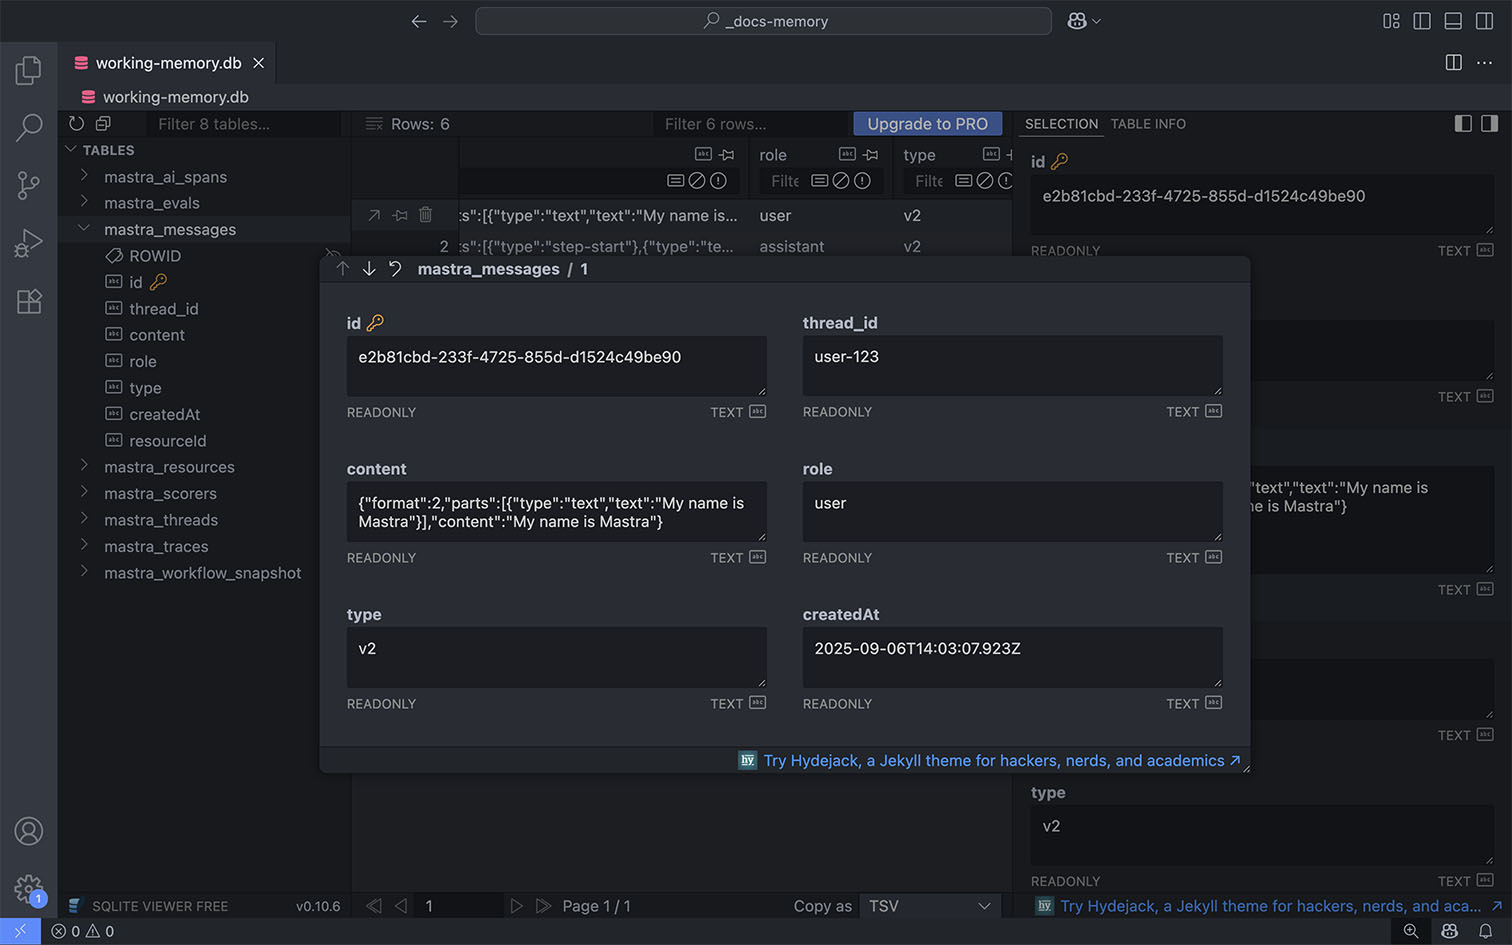 _docs-memory
working-memory.db
working-memory.db
Filter 8 tables...
Rows: 6
Filter 6 rows...
Upgrade to PRO
SELECTION
TABLE INFO
TABLES
mastra_ai_spans
mastra_evals
mastra_messages
ROWID
id
thread_id
content
role
type
createdAt
resourceId
mastra_resources
mastra_scorers
mastra_threads
mastra_traces
mastra_workflow_snapshot
role
type
Filte
Filte
ts":[{"type":"text","text":"My name is... user v2
2 ts":[{"type":"step-start"},{"type":"te... assistant v2
id
e2b81cbd-233f-4725-855d-d1524c49be90
READONLY TEXT
mastra_messages / 1
id
e2b81cbd-233f-4725-855d-d1524c49be90
READONLY TEXT
thread_id
user-123
READONLY TEXT
content
{"format":2,"parts":[{"type":"text","text":"My name is
Mastra"}],"content":"My name is Mastra"}
READONLY TEXT
role
user
READONLY TEXT
type
v2
READONLY TEXT
createdAt
2025-09-06T14:03:07.923Z
READONLY TEXT
hy Try Hydejack, a Jekyll theme for hackers, nerds, and academics
TEXT
"text","text":"My name is
ne is Mastra"}
TEXT
TEXT
type
v2
READONLY TEXT
hy Try Hydejack, a Jekyll theme for hackers, nerds, and aca...
SQLITE VIEWER FREE v0.10.6
1
Page 1 / 1
Copy as TSV
1
0 0